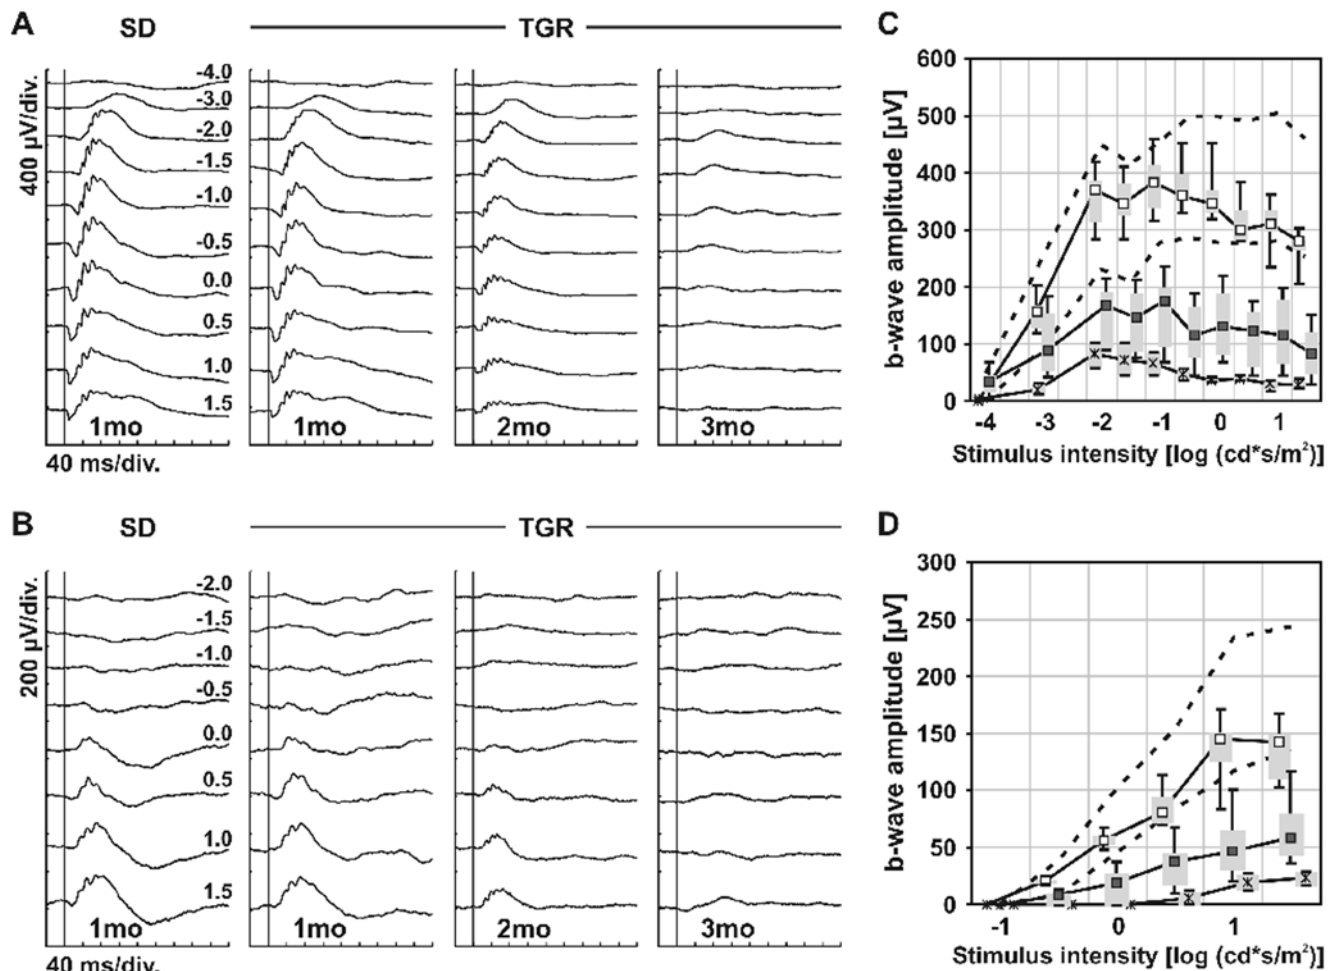 A
SD
TGR
400 µV/div.
-4.0
-3.0
-2.0
-1.5
-1.0
-0.5
0.0
0.5
1.0
1.5
1mo
1mo
2mo
3mo
40 ms/div.
C
b-wave amplitude [µV]
600
500
400
300
200
100
0
-4 -3 -2 -1 0 1
Stimulus intensity [log (cd*s/m²)]
B
SD
TGR
200 µV/div.
-2.0
-1.5
-1.0
-0.5
0.0
0.5
1.0
1.5
1mo
1mo
2mo
3mo
40 ms/div.
D
b-wave amplitude [µV]
300
250
200
150
100
50
0
-1 0 1
Stimulus intensity [log (cd*s/m²)]